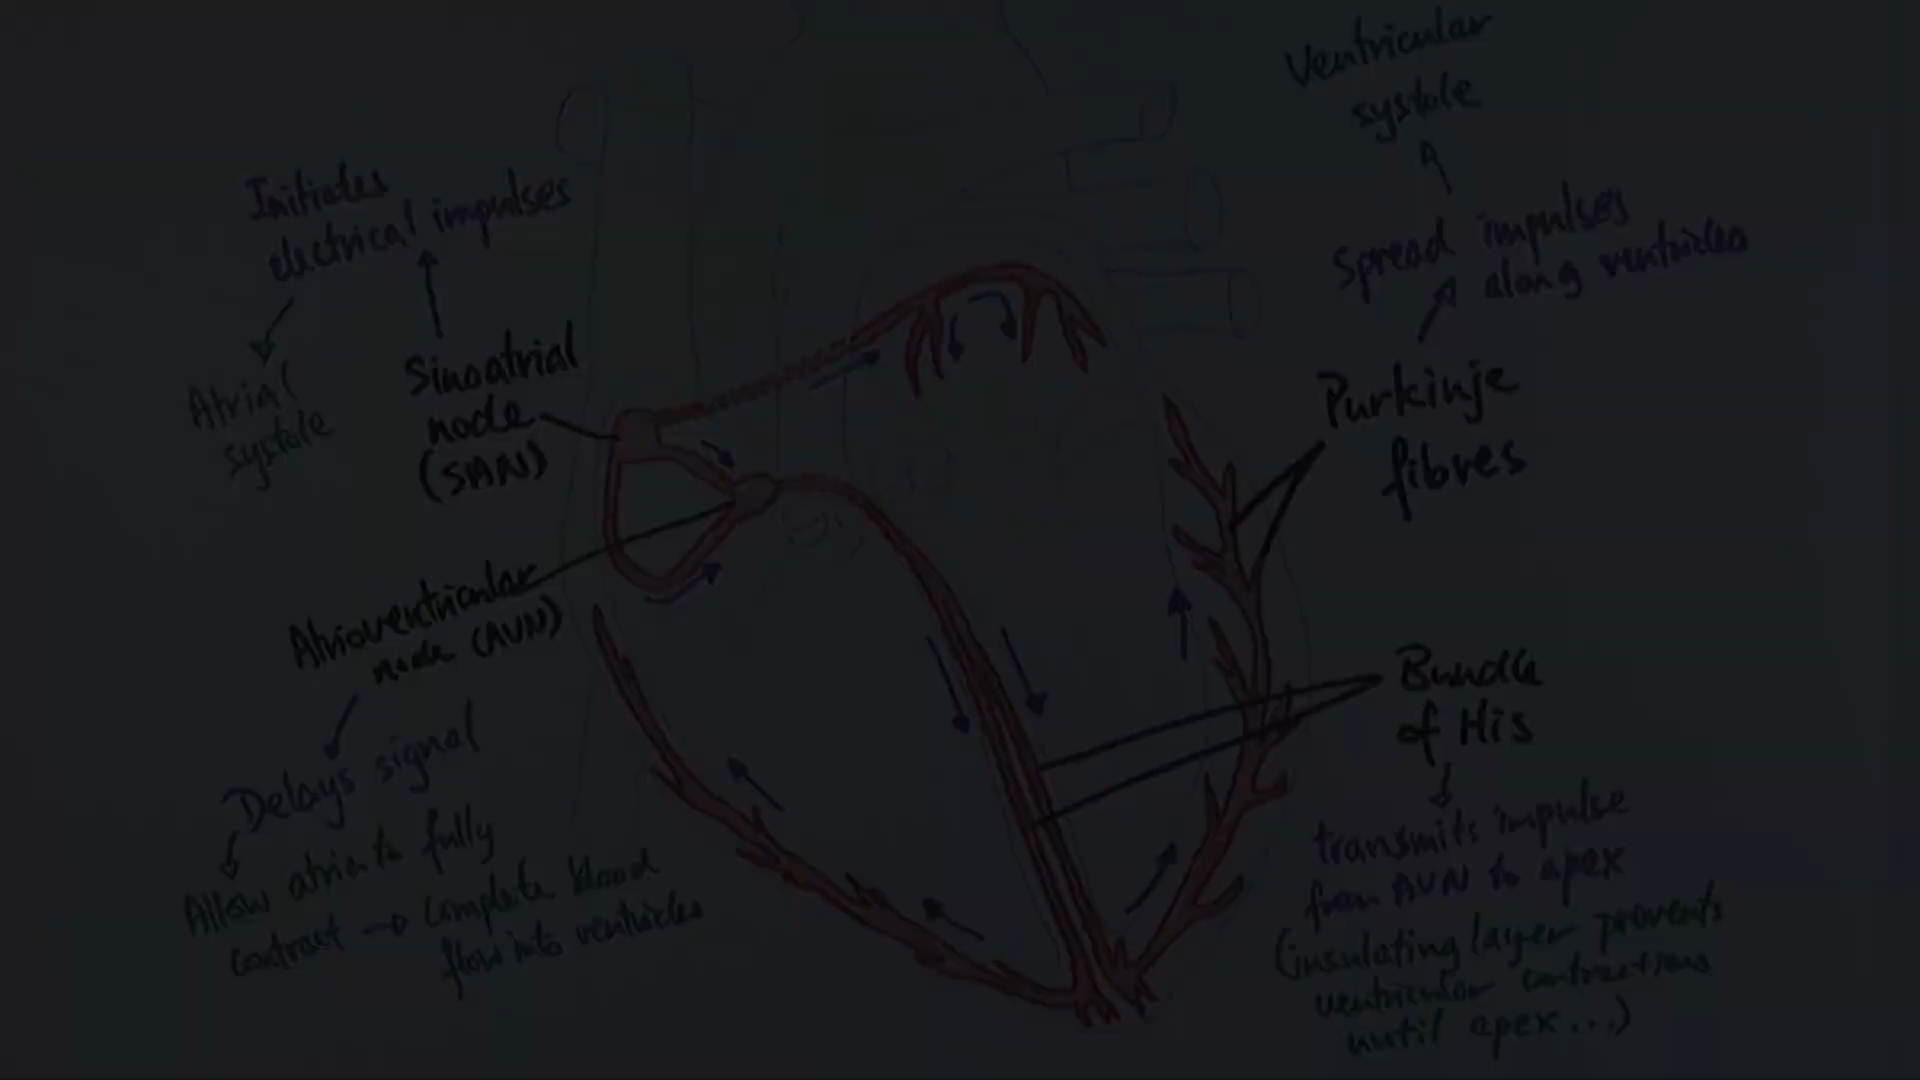 Initiates
electrical impulses
Atrial
systole
Sinoatrial
node
(SAN)
Atrioventricular
node (AVN)
Delays signal
Allow atria to fully
contract → complete blood
flow into ventricles
Ventricular
systole
Spread impulses
along ventricles
Purkinje
fibres
Bundle
of His
transmits impulse
from AVN to apex
(insulating layer prevents
ventricular contractions
until apex...)